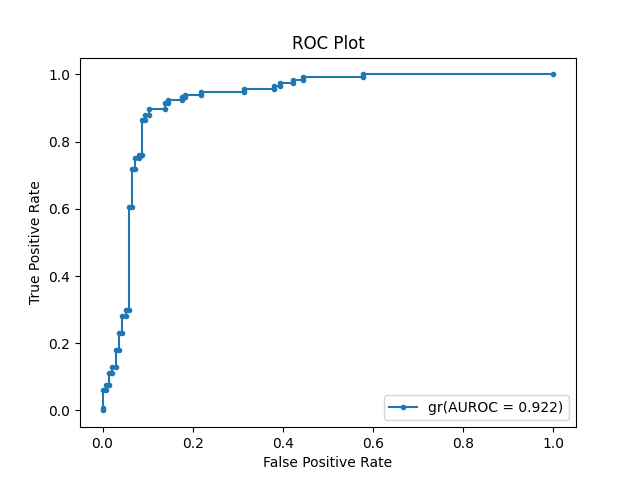 ROC Plot
1.0
0.8
0.6
0.4
0.2
0.0
True Positive Rate
gr(AUROC = 0.922)
0.0 0.2 0.4 0.6 0.8 1.0
False Positive Rate